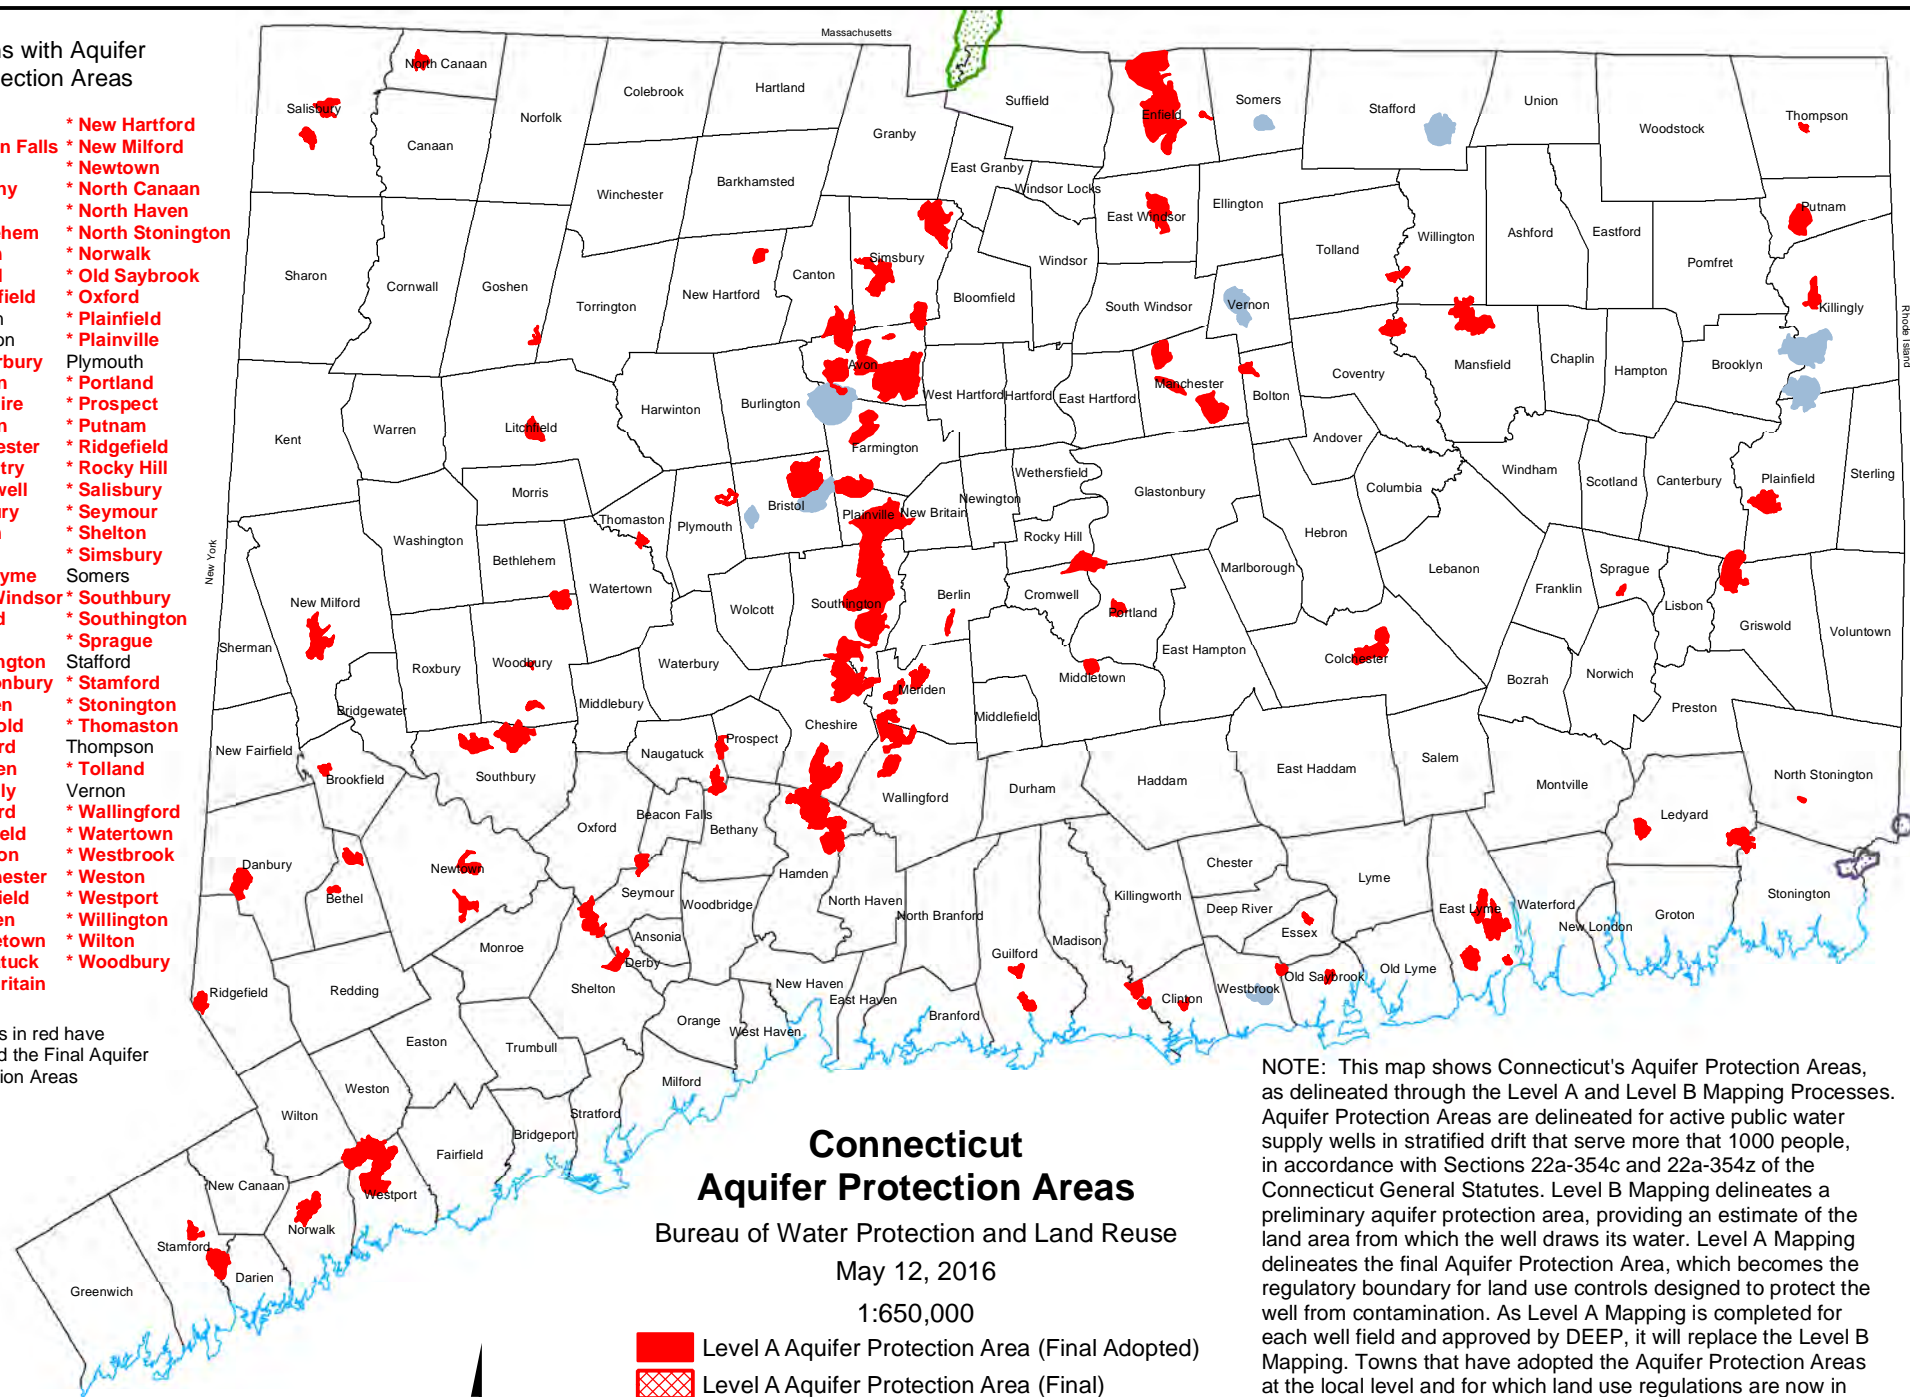 Massachusetts
New York
Rhode Island
ns with Aquifer
ection Areas
n Falls
ny
hem
n
d
field
n
on
rbury
n
ire
n
ester
try
well
ury
n
yme
Windsor
d
ngton
onbury
en
old
rd
en
ly
rd
eld
on
ester
ield
en
etown
tuck
ritain
* New Hartford
* New Milford
* Newtown
* North Canaan
* North Haven
* North Stonington
* Norwalk
* Old Saybrook
* Oxford
* Plainfield
* Plainville
Plymouth
* Portland
* Prospect
* Putnam
* Ridgefield
* Rocky Hill
* Salisbury
* Seymour
* Shelton
* Simsbury
Somers
* Southbury
* Southington
* Sprague
Stafford
* Stamford
* Stonington
* Thomaston
Thompson
* Tolland
Vernon
* Wallingford
* Watertown
* Westbrook
* Weston
* Westport
* Willington
* Wilton
* Woodbury
s in red have
d the Final Aquifer
ion Areas
North Canaan
Salisbury
Canaan
Norfolk
Colebrook
Hartland
Granby
Suffield
Enfield
Somers
Stafford
Union
Woodstock
Thompson
East Granby
Windsor Locks
Winchester
Barkhamsted
East Windsor
Ellington
Willington
Ashford
Eastford
Putnam
Sharon
Cornwall
Goshen
Torrington
New Hartford
Canton
Simsbury
Windsor
Bloomfield
South Windsor
Vernon
Tolland
Pomfret
Killingly
Kent
Warren
Litchfield
Harwinton
Burlington
Avon
West Hartford
Hartford
East Hartford
Manchester
Bolton
Coventry
Mansfield
Chaplin
Hampton
Brooklyn
Farmington
Andover
Wethersfield
Morris
Thomaston
Plymouth
Bristol
Plainville
New Britain
Newington
Glastonbury
Columbia
Windham
Scotland
Canterbury
Plainfield
Sterling
Washington
Bethlehem
Watertown
Rocky Hill
Hebron
Marlborough
Lebanon
Franklin
Sprague
Lisbon
Griswold
Voluntown
New Milford
Wolcott
Southington
Berlin
Cromwell
Portland
East Hampton
Sherman
Roxbury
Woodbury
Waterbury
Meriden
Middletown
Colchester
Bozrah
Norwich
Bridgewater
Middlebury
Cheshire
Middlefield
Preston
New Fairfield
Brookfield
Southbury
Naugatuck
Prospect
Wallingford
Durham
Haddam
East Haddam
Salem
Montville
Ledyard
North Stonington
Oxford
Beacon Falls
Bethany
Danbury
Bethel
Newtown
Seymour
Woodbridge
Hamden
North Haven
North Branford
Killingworth
Chester
Deep River
Essex
Lyme
East Lyme
Waterford
New London
Groton
Stonington
Monroe
Ansonia
Derby
Guilford
Madison
Ridgefield
Redding
Shelton
New Haven
East Haven
Branford
Clinton
Westbrook
Old Saybrook
Old Lyme
Easton
Trumbull
Orange
West Haven
Weston
Milford
Wilton
Stratford
Bridgeport
Fairfield
New Canaan
Westport
Norwalk
Stamford
Darien
Greenwich
Connecticut
Aquifer Protection Areas
Bureau of Water Protection and Land Reuse
May 12, 2016
1:650,000
Level A Aquifer Protection Area (Final Adopted)
Level A Aquifer Protection Area (Final)
NOTE: This map shows Connecticut's Aquifer Protection Areas,
as delineated through the Level A and Level B Mapping Processes.
Aquifer Protection Areas are delineated for active public water
supply wells in stratified drift that serve more that 1000 people,
in accordance with Sections 22a-354c and 22a-354z of the
Connecticut General Statutes. Level B Mapping delineates a
preliminary aquifer protection area, providing an estimate of the
land area from which the well draws its water. Level A Mapping
delineates the final Aquifer Protection Area, which becomes the
regulatory boundary for land use controls designed to protect the
well from contamination. As Level A Mapping is completed for
each well field and approved by DEEP, it will replace the Level B
Mapping. Towns that have adopted the Aquifer Protection Areas
at the local level and for which land use regulations are now in